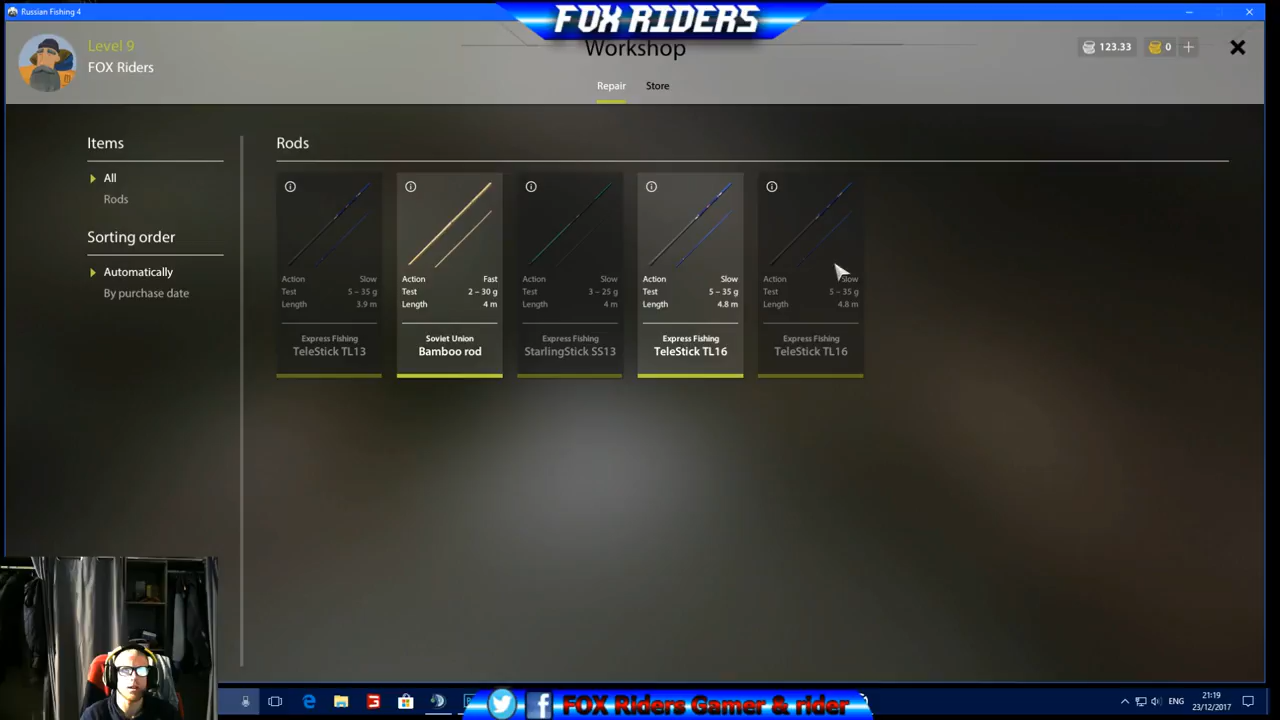 Russian Fishing 4
FOX RIDERS
Level 9
FOX Riders
Workshop
123.33
0
Repair
Store
Items
All
Rods
Sorting order
Automatically
By purchase date
Rods
Action Slow
Test 5 – 35 g
Length 3.9 m
Express Fishing
TeleStick TL13
Action Fast
Test 2 – 30 g
Length 4 m
Soviet Union
Bamboo rod
Action Slow
Test 3 – 25 g
Length 4 m
Express Fishing
StarlingStick SS13
Action Slow
Test 5 – 35 g
Length 4.8 m
Express Fishing
TeleStick TL16
Action Slow
Test 5 – 35 g
Length 4.8 m
Express Fishing
TeleStick TL16
FOX Riders Gamer & rider
ENG
21:19
23/12/2017